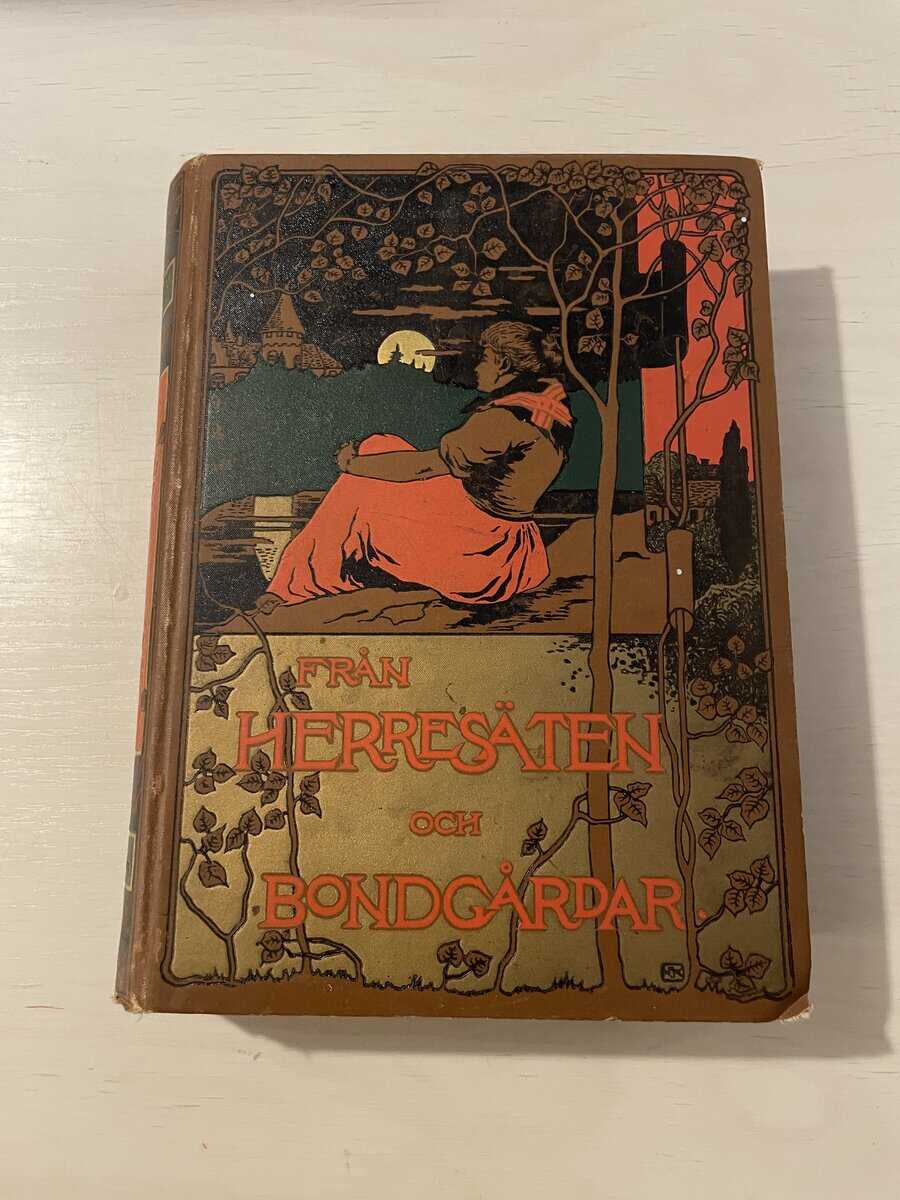 FRÅN
HERRESÄTEN
OCH
BONDGÅRDAR.